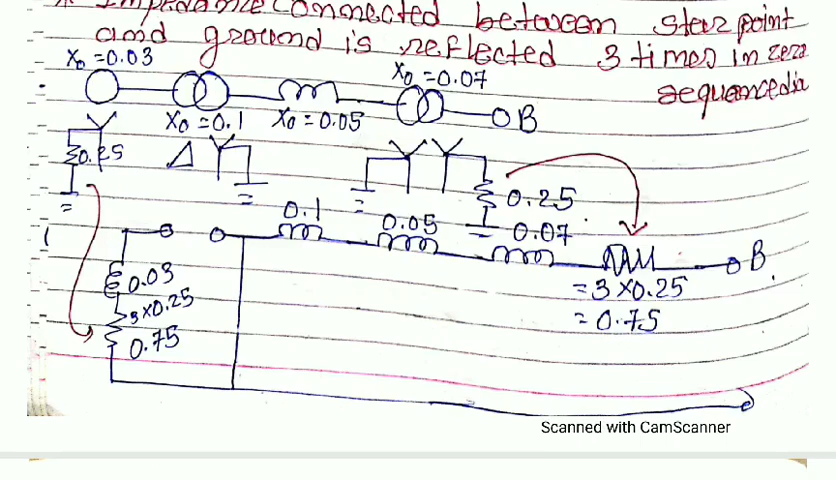 * Impedance connected between star point
and ground is reflected 3 times in zero
sequence dia
X₀ = 0.03
X₀ = 0.07
B
X₀ = 0.1 X₀ = 0.05
0.25
Δ
0.25
0.1
0.05
0.07
B.
0.03
3×0.25
0.75
= 3×0.25
= 0.75
Scanned with CamScanner